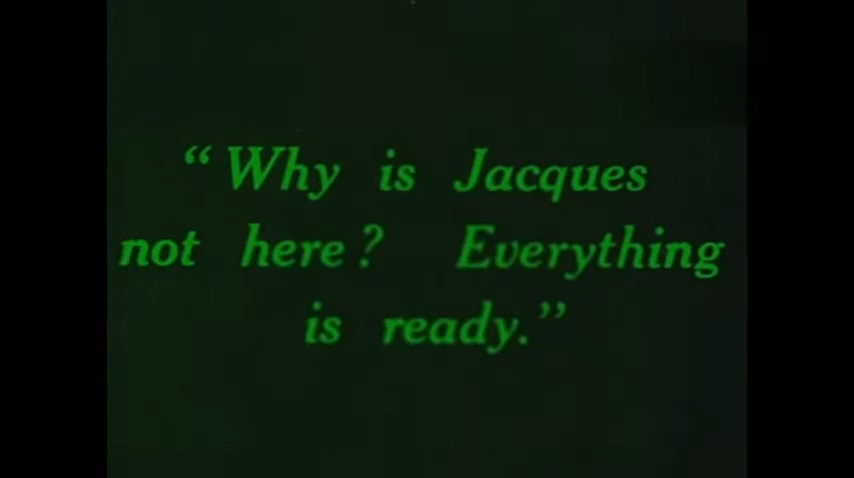 “Why is Jacques
not here? Everything
is ready.”